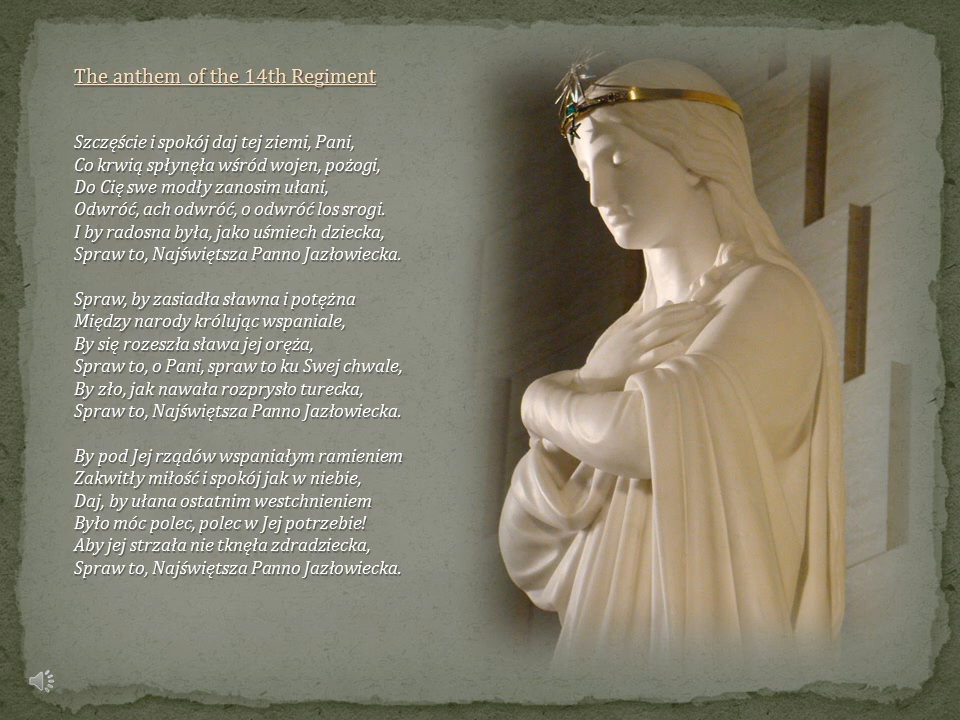 The anthem of the 14th Regiment
Szczęście i spokój daj tej ziemi, Pani,
Co krwią spłynęła wśród wojen, pożogi,
Do Cię swe modły zanosim ułani,
Odwróć, ach odwróć, o odwróć los srogi.
I by radosna była, jako uśmiech dziecka,
Spraw to, Najświętsza Panno Jazłowiecka.
Spraw, by zasiadła sławna i potężna
Między narody królując wspaniale,
By się rozeszła sława jej oręża,
Spraw to, o Pani, spraw to ku Swej chwale,
By zło, jak nawała rozprysło turecka,
Spraw to, Najświętsza Panno Jazłowiecka.
By pod Jej rządów wspaniałym ramieniem
Zakwitły miłość i spokój jak w niebie,
Daj, by ułana ostatnim westchnieniem
Było móc polec, polec w Jej potrzebie!
Aby jej strzała nie tknęła zdradziecka,
Spraw to, Najświętsza Panno Jazłowiecka.